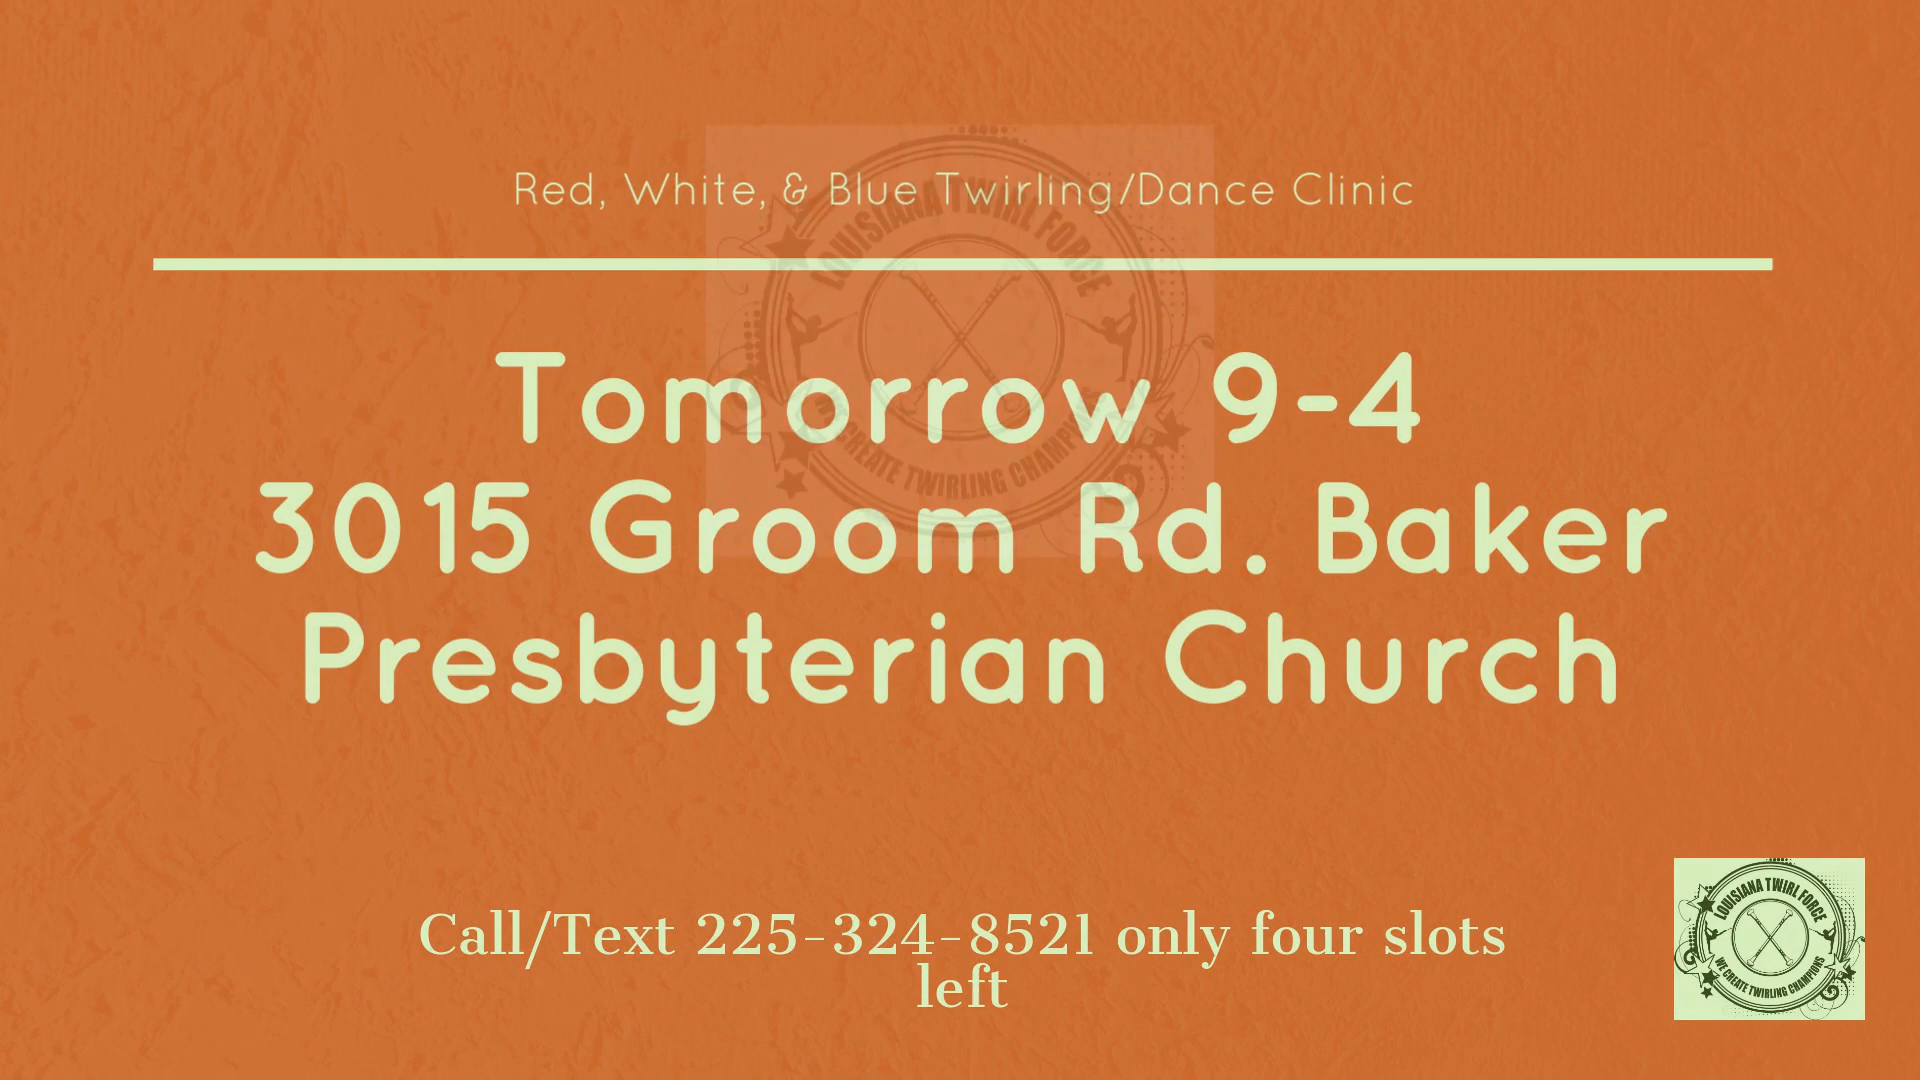 Red, White, & Blue Twirling/Dance Clinic
Tomorrow 9-4
3015 Groom Rd. Baker
Presbyterian Church
Call/Text 225-324-8521 only four slots
left
LOUISIANA TWIRL FORCE
WE CREATE TWIRLING CHAMPIONS